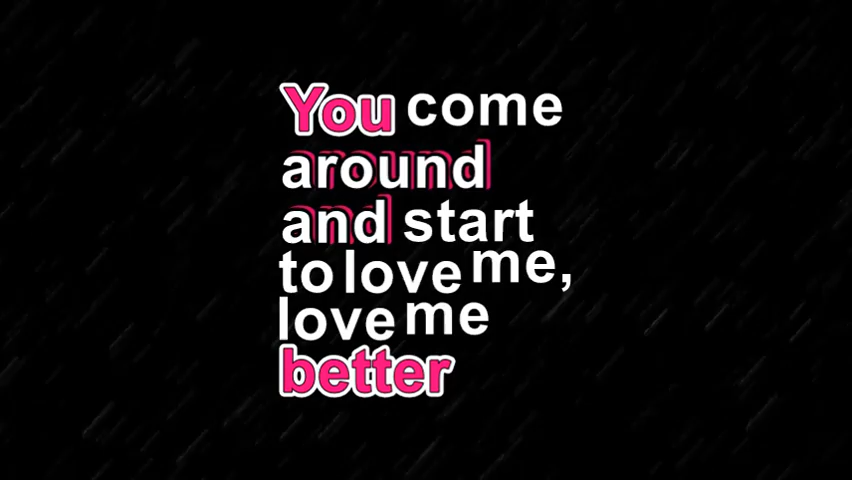 You come
around
and start
to love me,
love me
better